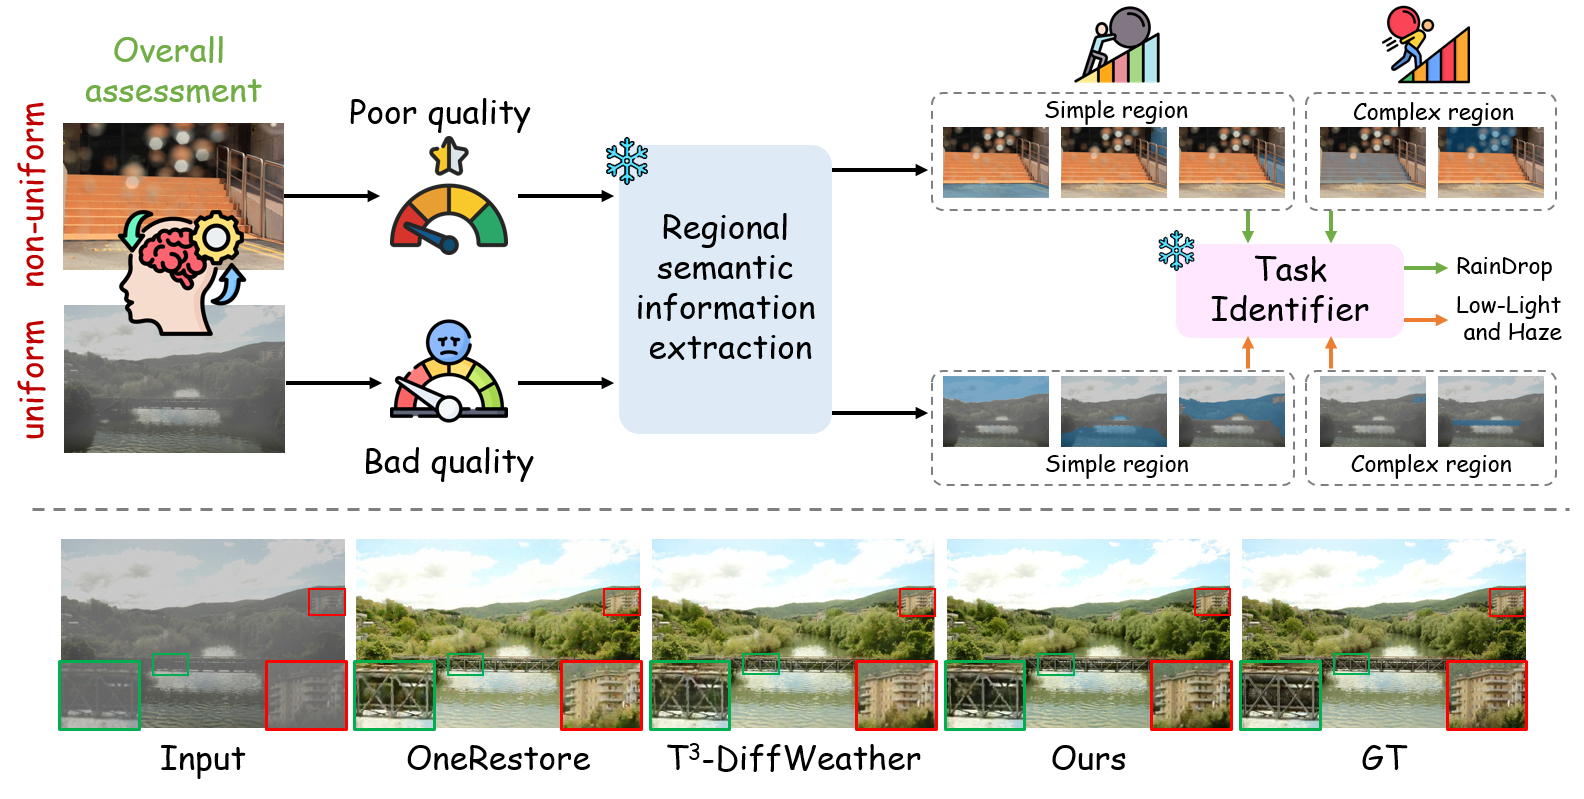 Overall
assessment
non-uniform
uniform
Poor quality
Bad quality
Regional
semantic
information
extraction
Simple region
Complex region
Task
Identifier
RainDrop
Low-Light
and Haze
Simple region
Complex region
Input
OneRestore
T³-DiffWeather
Ours
GT